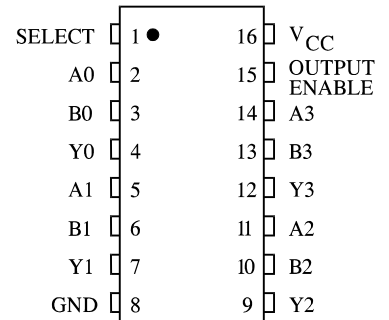 SELECT 1 16 VCC
A0 2 15 OUTPUT ENABLE
B0 3 14 A3
Y0 4 13 B3
A1 5 12 Y3
B1 6 11 A2
Y1 7 10 B2
GND 8 9 Y2